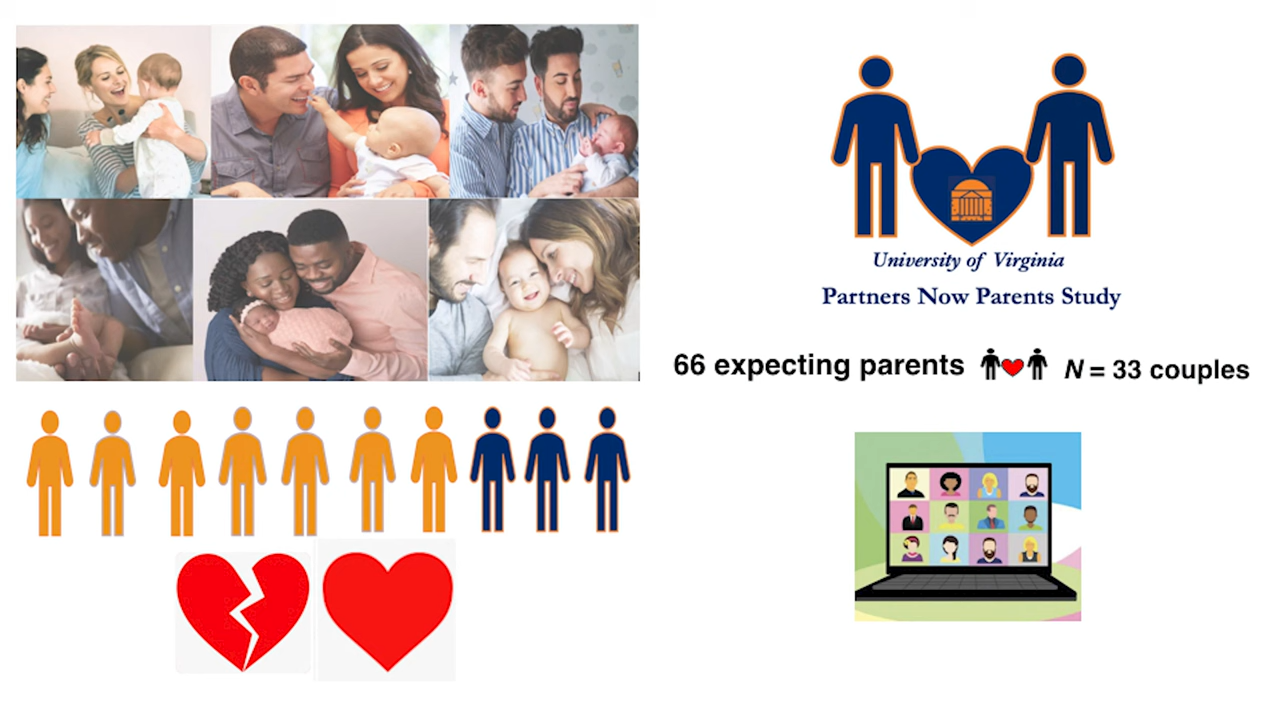 University of Virginia
Partners Now Parents Study
66 expecting parents
N = 33 couples